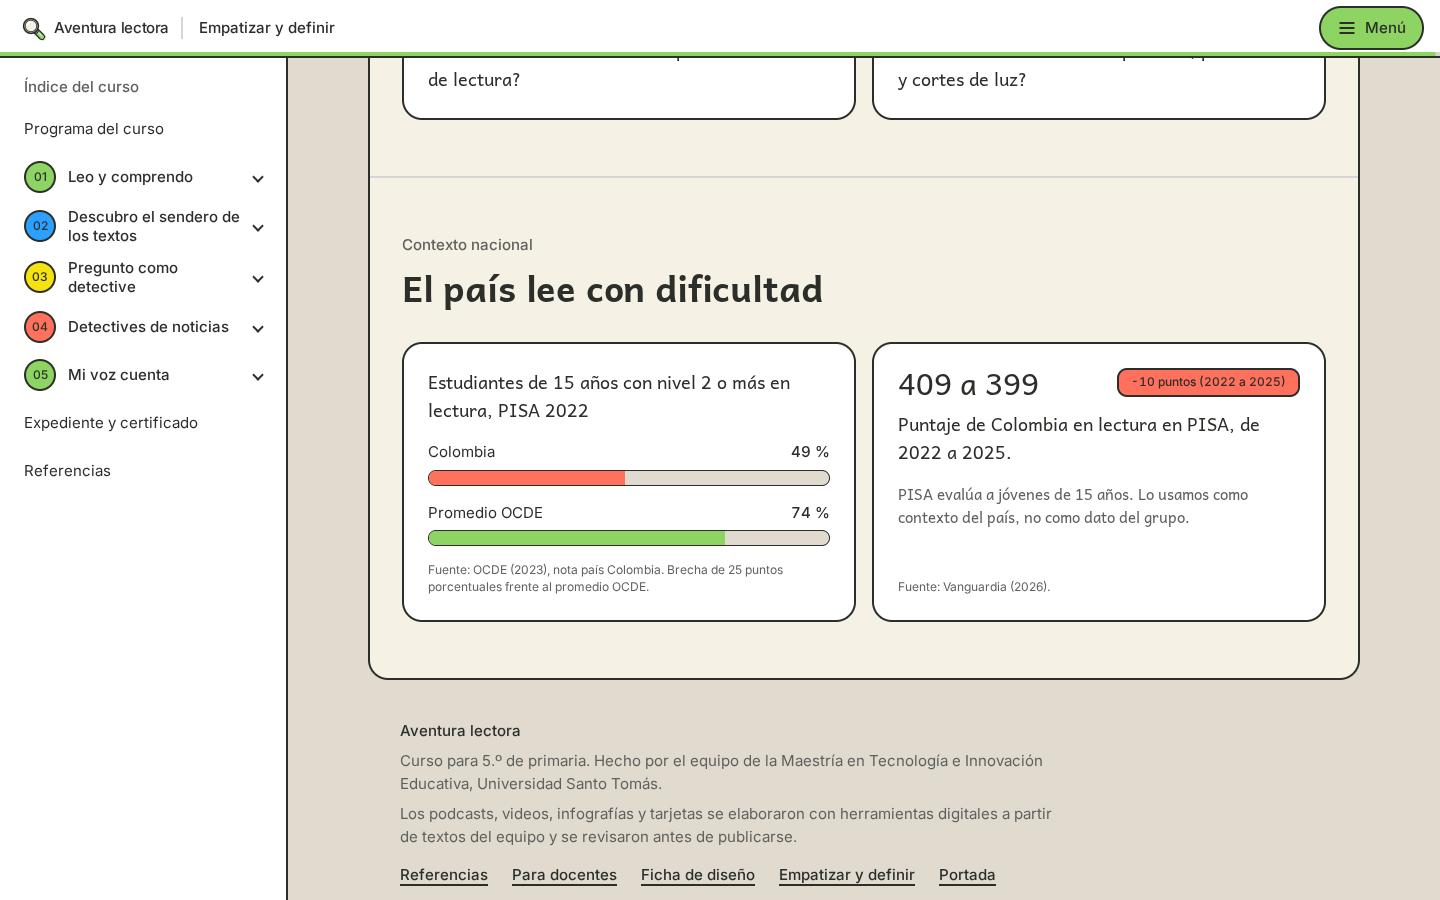 Aventura lectora
Empatizar y definir
Menú
Índice del curso
Programa del curso
01 Leo y comprendo
02 Descubro el sendero de
los textos
03 Pregunto como
detective
04 Detectives de noticias
05 Mi voz cuenta
Expediente y certificado
Referencias
de lectura?
y cortes de luz?
Contexto nacional
El país lee con dificultad
Estudiantes de 15 años con nivel 2 o más en
lectura, PISA 2022
Colombia 49 %
Promedio OCDE 74 %
Fuente: OCDE (2023), nota país Colombia. Brecha de 25 puntos
porcentuales frente al promedio OCDE.
409 a 399
-10 puntos (2022 a 2025)
Puntaje de Colombia en lectura en PISA, de
2022 a 2025.
PISA evalúa a jóvenes de 15 años. Lo usamos como
contexto del país, no como dato del grupo.
Fuente: Vanguardia (2026).
Aventura lectora
Curso para 5.º de primaria. Hecho por el equipo de la Maestría en Tecnología e Innovación
Educativa, Universidad Santo Tomás.
Los podcasts, videos, infografías y tarjetas se elaboraron con herramientas digitales a partir
de textos del equipo y se revisaron antes de publicarse.
Referencias Para docentes Ficha de diseño Empatizar y definir Portada